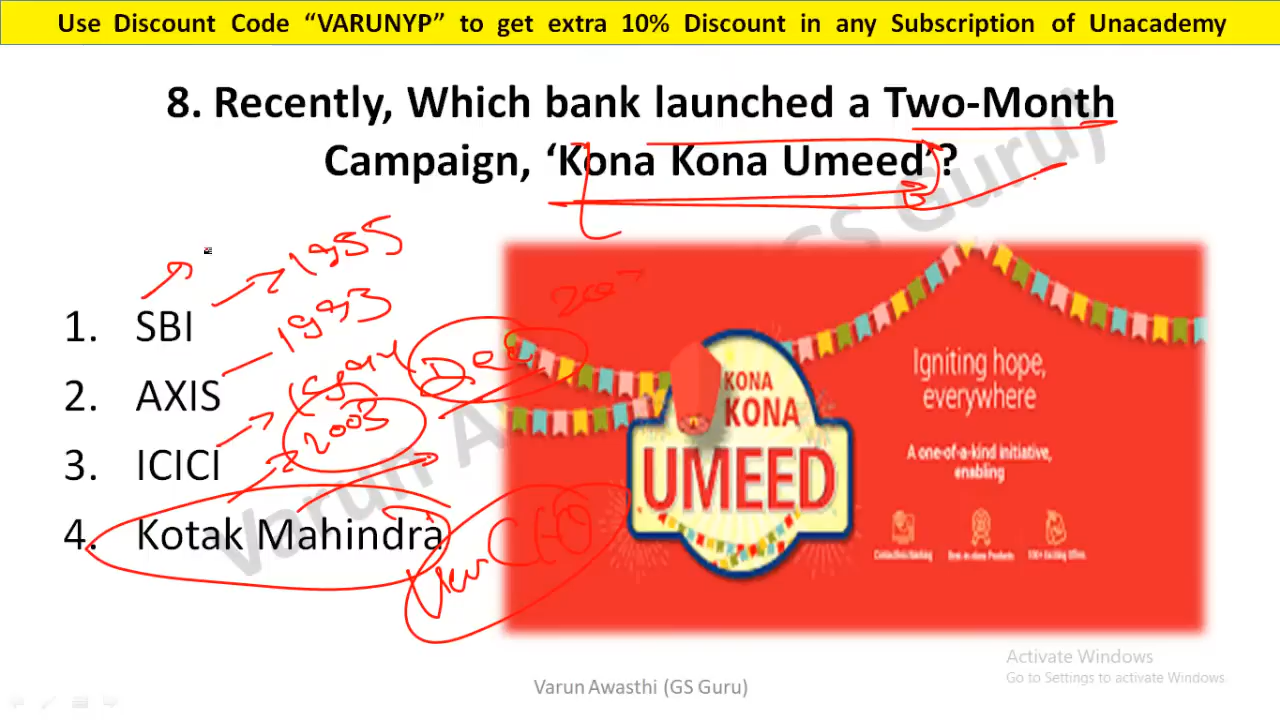 Use Discount Code “VARUNYP” to get extra 10% Discount in any Subscription of Unacademy
8. Recently, Which bank launched a Two-Month
Campaign, ‘Kona Kona Umeed’?
1. SBI
1955
2. AXIS
1993
3. ICICI
1994
4. Kotak Mahindra
2003
KONA
KONA
UMEED
Igniting hope,
everywhere
A one-of-a-kind initiative,
enabling
Varun Awasthi (GS Guru)
Activate Windows
Go to Settings to activate Windows.